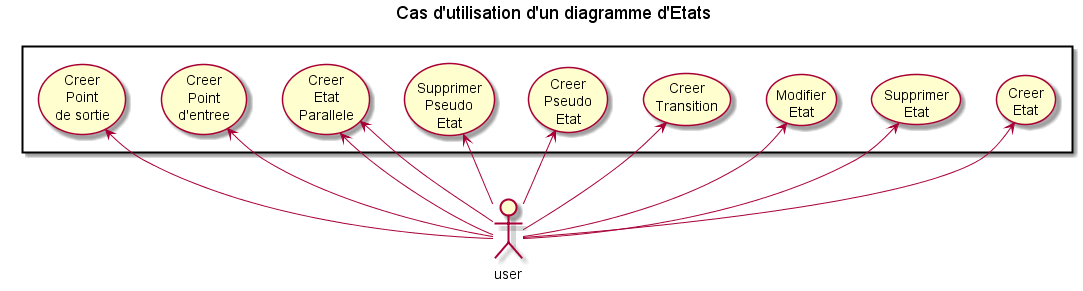 Cas d'utilisation d'un diagramme d'Etats
Creer
Point
de sortie
Creer
Point
d'entree
Creer
Etat
Parallele
Supprimer
Pseudo
Etat
Creer
Pseudo
Etat
Creer
Transition
Modifier
Etat
Supprimer
Etat
Creer
Etat
user